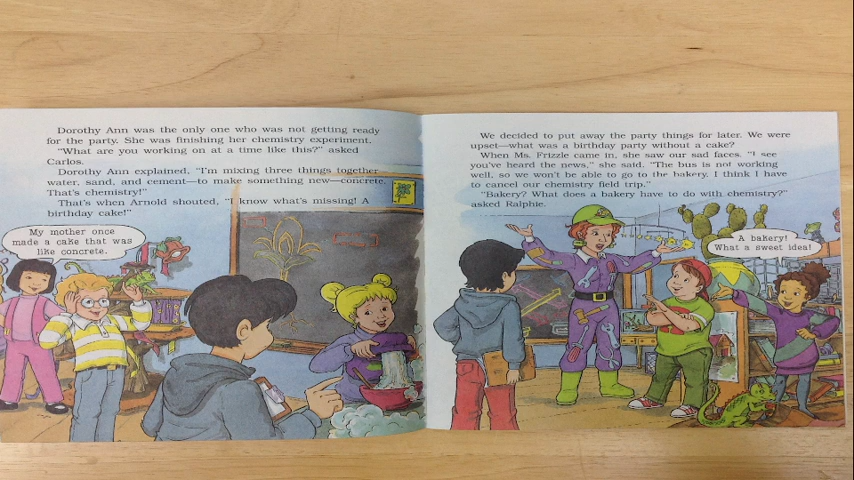 Dorothy Ann was the only one who was not getting ready
for the party. She was finishing her chemistry experiment.
"What are you working on at a time like this?" asked
Carlos.
Dorothy Ann explained, "I'm mixing three things together
water, sand, and cement—to make something new—concrete.
That's chemistry!"
That's when Arnold shouted, "I know what's missing! A
birthday cake!"
My mother once
made a cake that was
like concrete.
We decided to put away the party things for later. We were
upset—what was a birthday party without a cake?
When Ms. Frizzle came in, she saw our sad faces. "I see
you've heard the news," she said. "The bus is not working
well, so we won't be able to go to the bakery. I think I have
to cancel our chemistry field trip."
"Bakery? What does a bakery have to do with chemistry?"
asked Ralphie.
A bakery!
What a sweet idea!